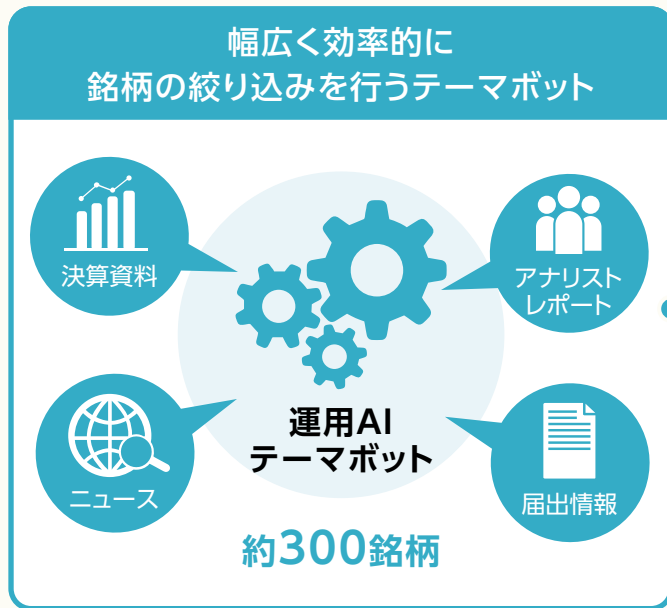 幅広く効率的に
銘柄の絞り込みを行うテーマボット
決算資料
アナリスト
レポート
運用AI
テーマボット
ニュース
届出情報
約300銘柄